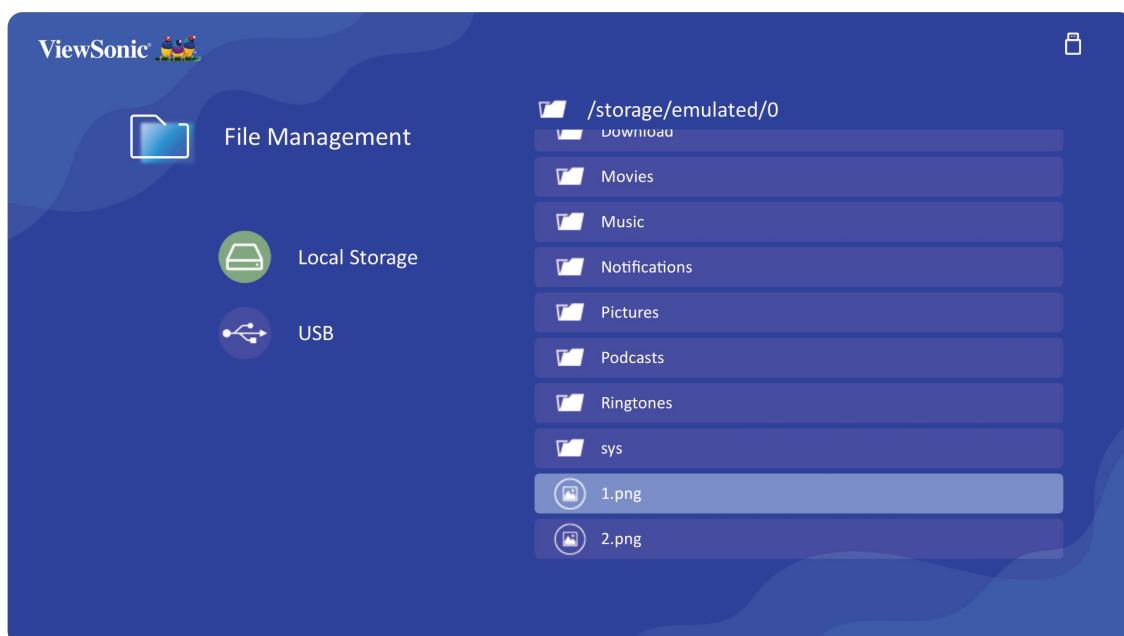 ViewSonic
/storage/emulated/0
File Management
Download
Movies
Music
Notifications
Local Storage
Pictures
USB
Podcasts
Ringtones
sys
1.png
2.png